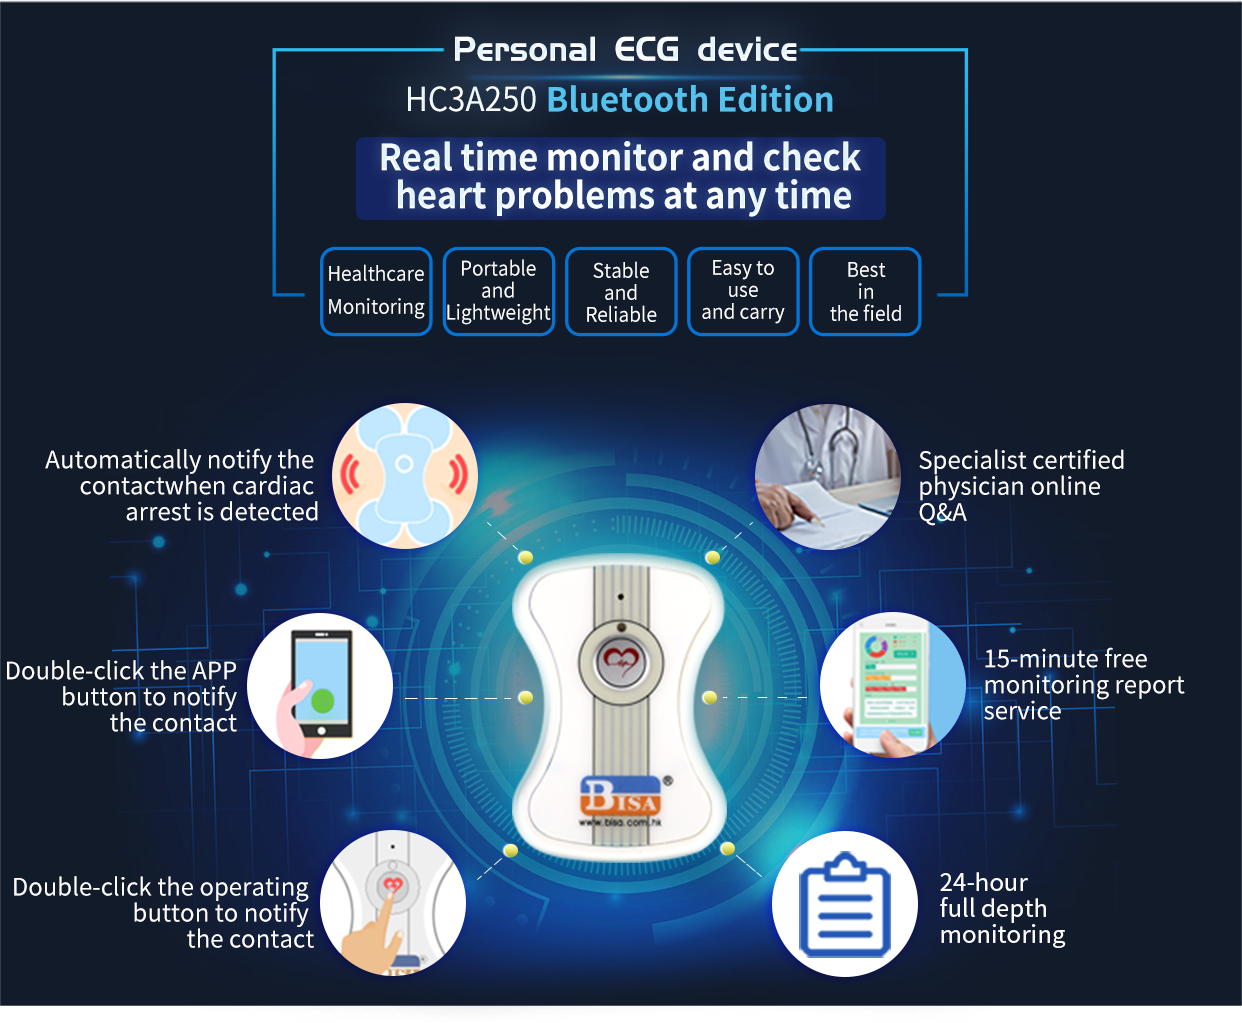 Personal ECG device
HC3A250 Bluetooth Edition
Real time monitor and check
heart problems at any time
Healthcare
Monitoring
Portable
and
Lightweight
Stable
and
Reliable
Easy to
use
and carry
Best
in
the field
Automatically notify the
contactwhen cardiac
arrest is detected
Specialist certified
physician online
Q&A
Double-click the APP
button to notify
the contact
15-minute free
monitoring report
service
BISA®
www.bisa.com.hk
Double-click the operating
button to notify
the contact
BISA
24-hour
full depth
monitoring